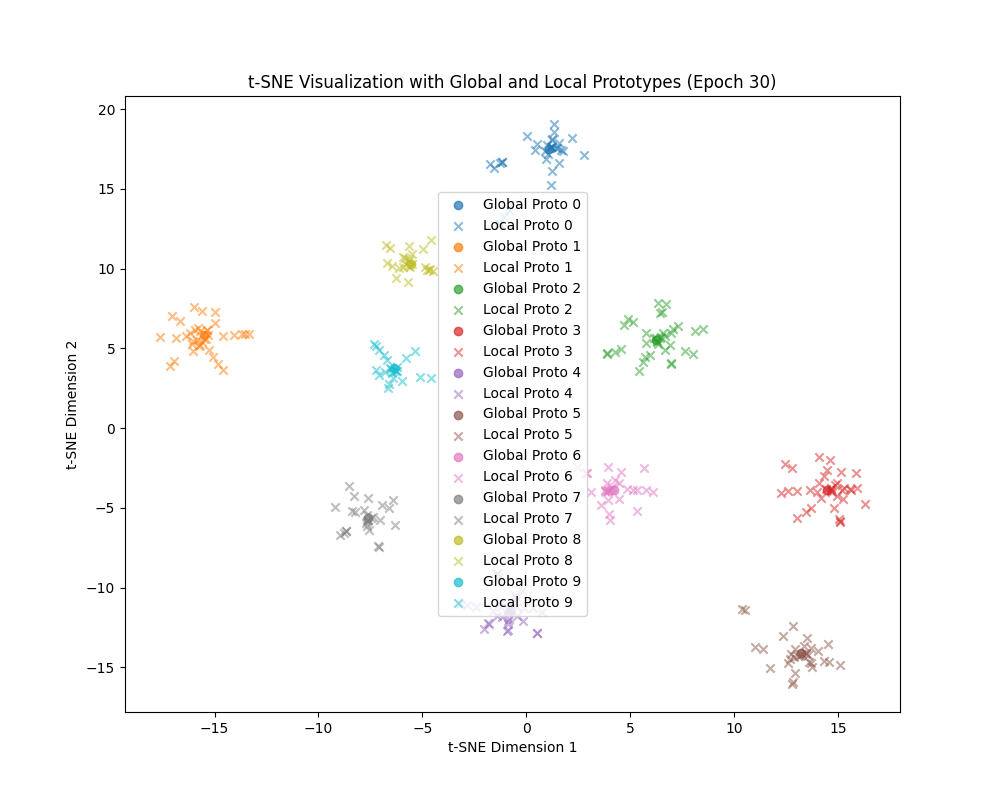 t-SNE Visualization with Global and Local Prototypes (Epoch 30)
20
15
10
5
0
−5
−10
−15
t-SNE Dimension 2
Global Proto 0
Local Proto 0
Global Proto 1
Local Proto 1
Global Proto 2
Local Proto 2
Global Proto 3
Local Proto 3
Global Proto 4
Local Proto 4
Global Proto 5
Local Proto 5
Global Proto 6
Local Proto 6
Global Proto 7
Local Proto 7
Global Proto 8
Local Proto 8
Global Proto 9
Local Proto 9
−15 −10 −5 0 5 10 15
t-SNE Dimension 1